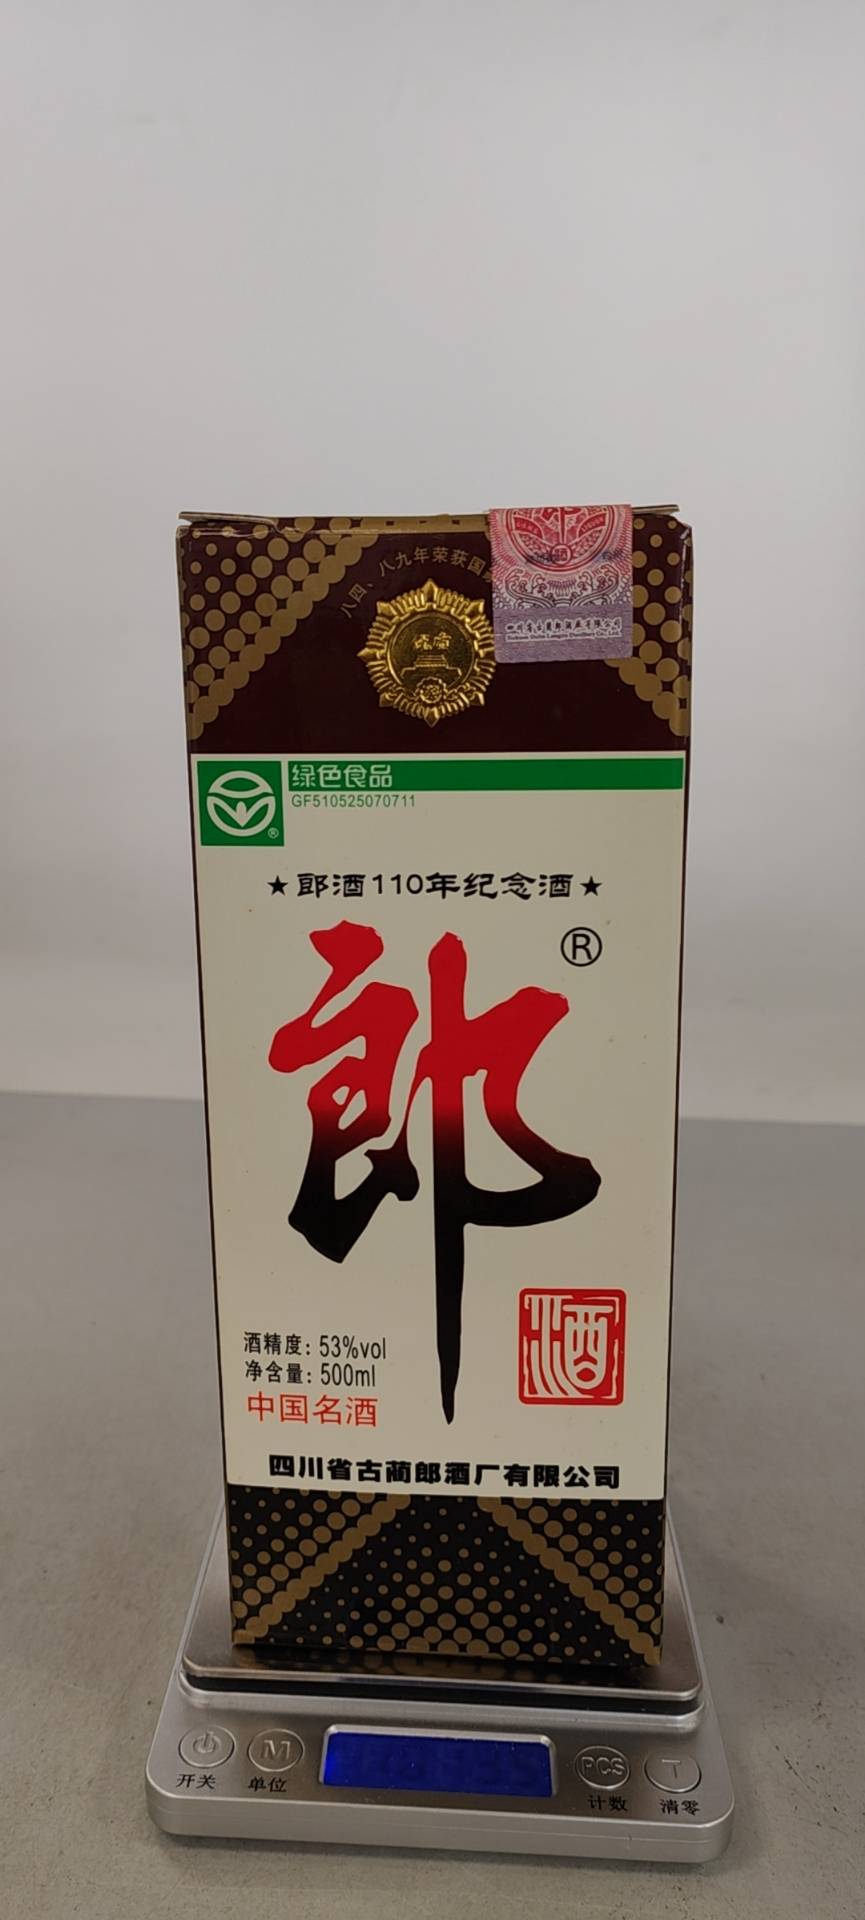 八四、八九年荣获国
绿色食品
GF510525070711
®
★郎酒110年纪念酒★
®
郎
酒
酒精度：53%vol
净含量：500ml
中国名酒
四川省古蔺郎酒厂有限公司
M
PCS
T
开关
单位
计数
清零